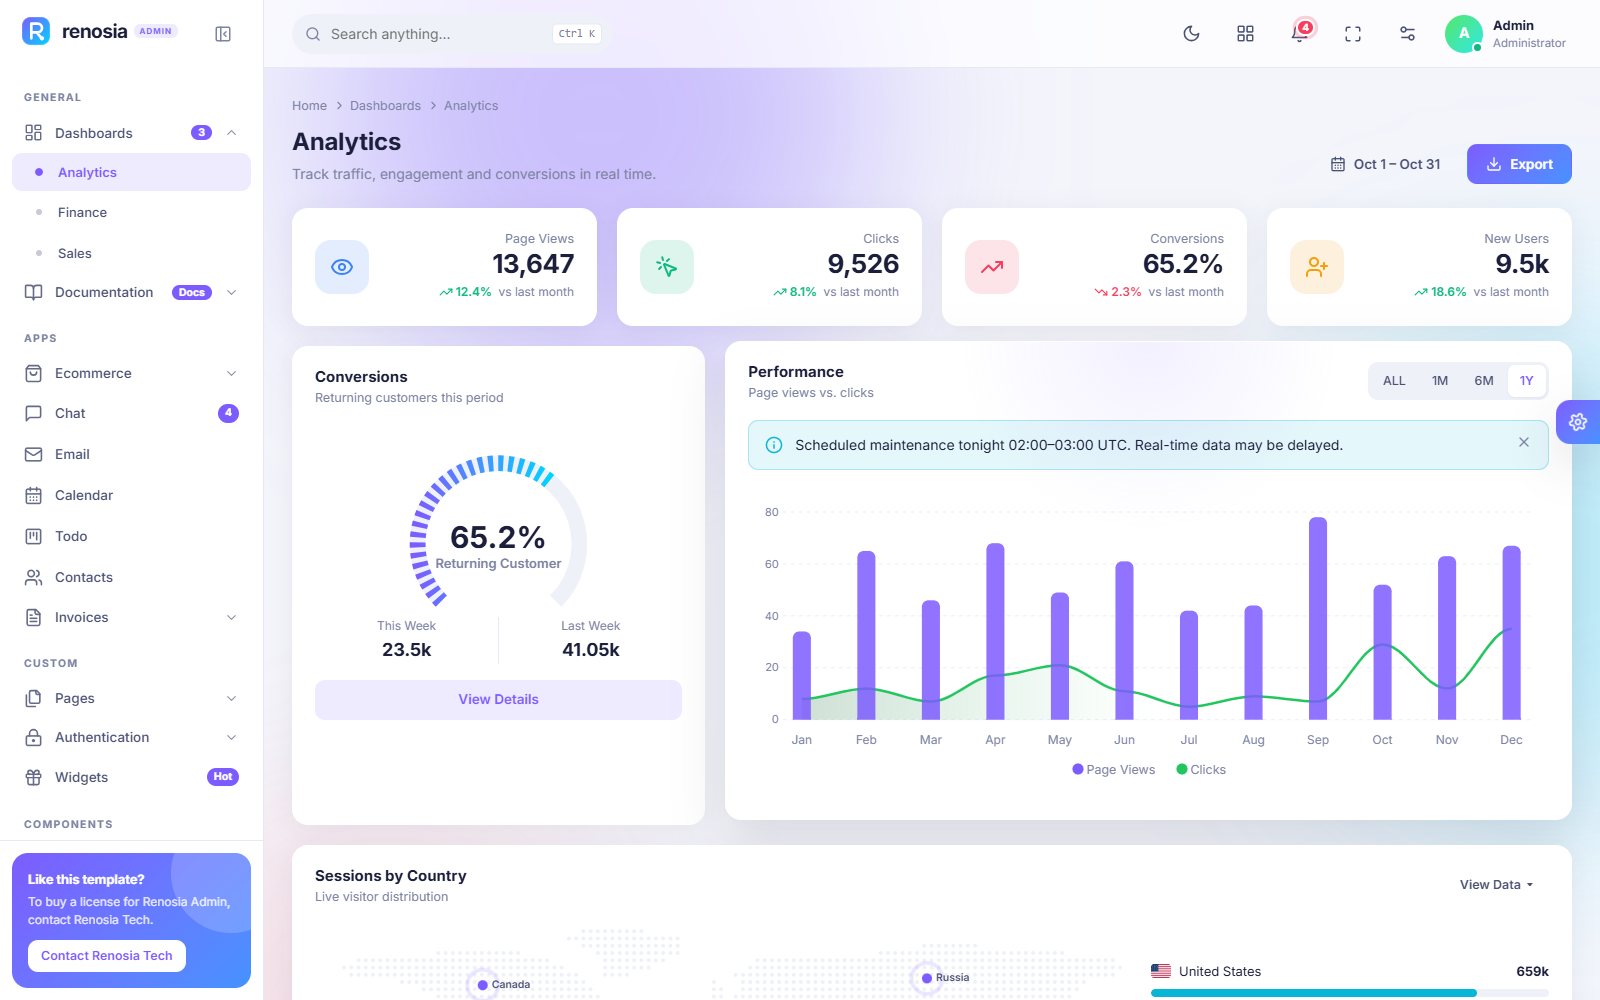 renosia ADMIN
Search anything...
Ctrl K
4
A
Admin
Administrator
GENERAL
Dashboards 3
Analytics
Finance
Sales
Documentation Docs
APPS
Ecommerce
Chat 4
Email
Calendar
Todo
Contacts
Invoices
CUSTOM
Pages
Authentication
Widgets Hot
COMPONENTS
Like this template?
To buy a license for Renosia Admin,
contact Renosia Tech.
Contact Renosia Tech
Home > Dashboards > Analytics
Analytics
Track traffic, engagement and conversions in real time.
Oct 1 – Oct 31
Export
Page Views
13,647
12.4% vs last month
Clicks
9,526
8.1% vs last month
Conversions
65.2%
2.3% vs last month
New Users
9.5k
18.6% vs last month
Conversions
Returning customers this period
65.2%
Returning Customer
This Week
23.5k
Last Week
41.05k
View Details
Performance
Page views vs. clicks
ALL 1M 6M 1Y
Scheduled maintenance tonight 02:00–03:00 UTC. Real-time data may be delayed.
80
60
40
20
0
Jan Feb Mar Apr May Jun Jul Aug Sep Oct Nov Dec
Page Views Clicks
Sessions by Country
Live visitor distribution
View Data
Canada
Russia
United States 659k